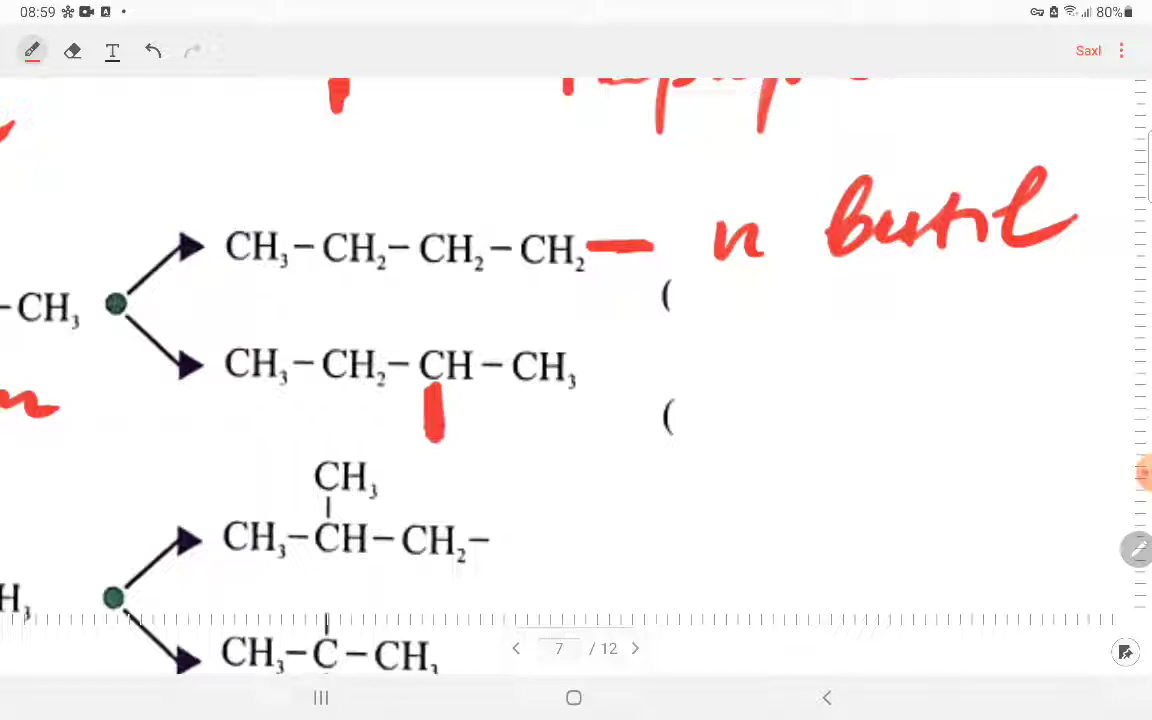 08:59 80%
T Saxl
CH₃–CH₂–CH₂–CH₂— n butil
(
–CH₃
CH₃–CH₂–CH–CH₃
(
CH₃
CH₃–CH–CH₂–
H₃
7 / 12
CH₃–C–CH₃